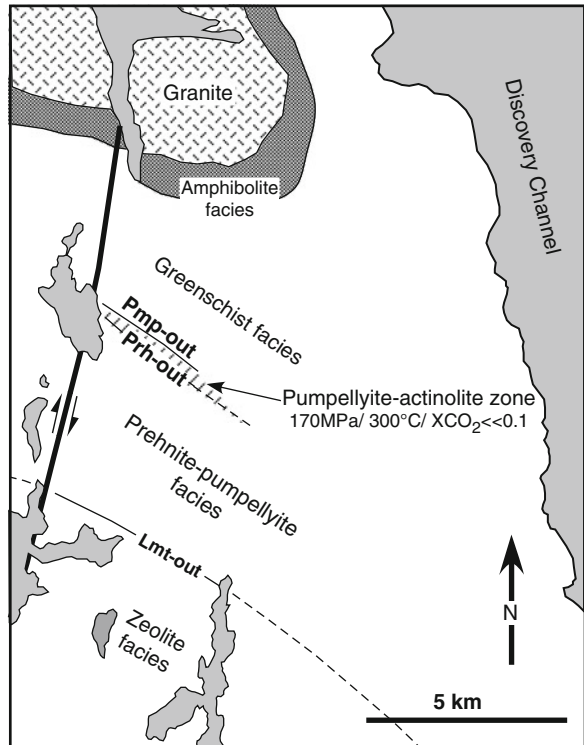 Granite
Discovery Channel
Amphibolite
facies
Greenschist facies
Pmp-out
Prh-out
Pumpellyite-actinolite zone
170MPa/ 300°C/ XCO₂<<0.1
Prehnite-pumpellyite
facies
Lmt-out
Zeolite
facies
N
5 km